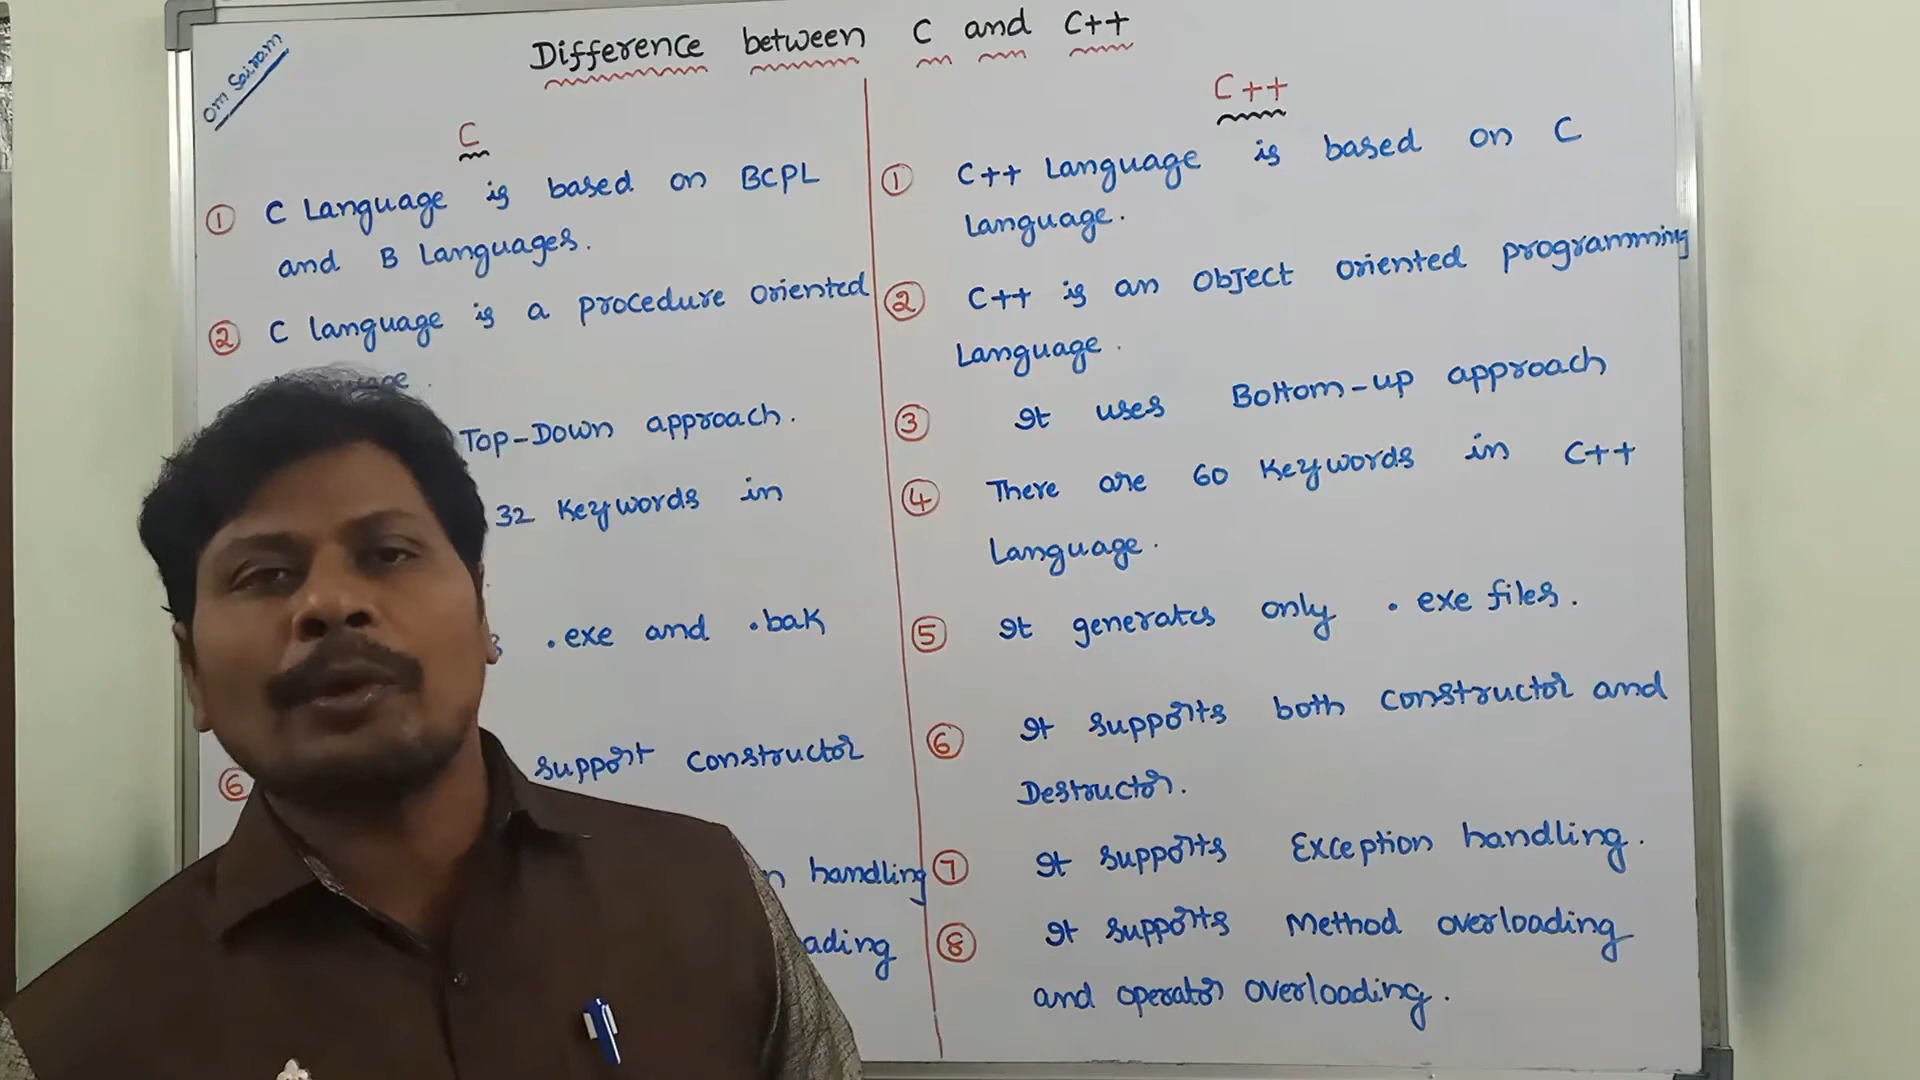 Om Sairam
Difference between C and C++
C
① C Language is based on BCPL
and B Languages.
② C language is a procedure oriented
Top-Down approach.
32 Keywords in
.exe and .bak
⑥ support constructor
handling
C++
① C++ Language is based on C
Language.
② C++ is an Object oriented programming
Language.
③ It uses Bottom-up approach
④ There are 60 Keywords in C++
Language.
⑤ It generates only .exe files.
⑥ It supports both constructor and
Destructor.
⑦ It supports Exception handling.
⑧ It supports Method overloading
and operator overloading.